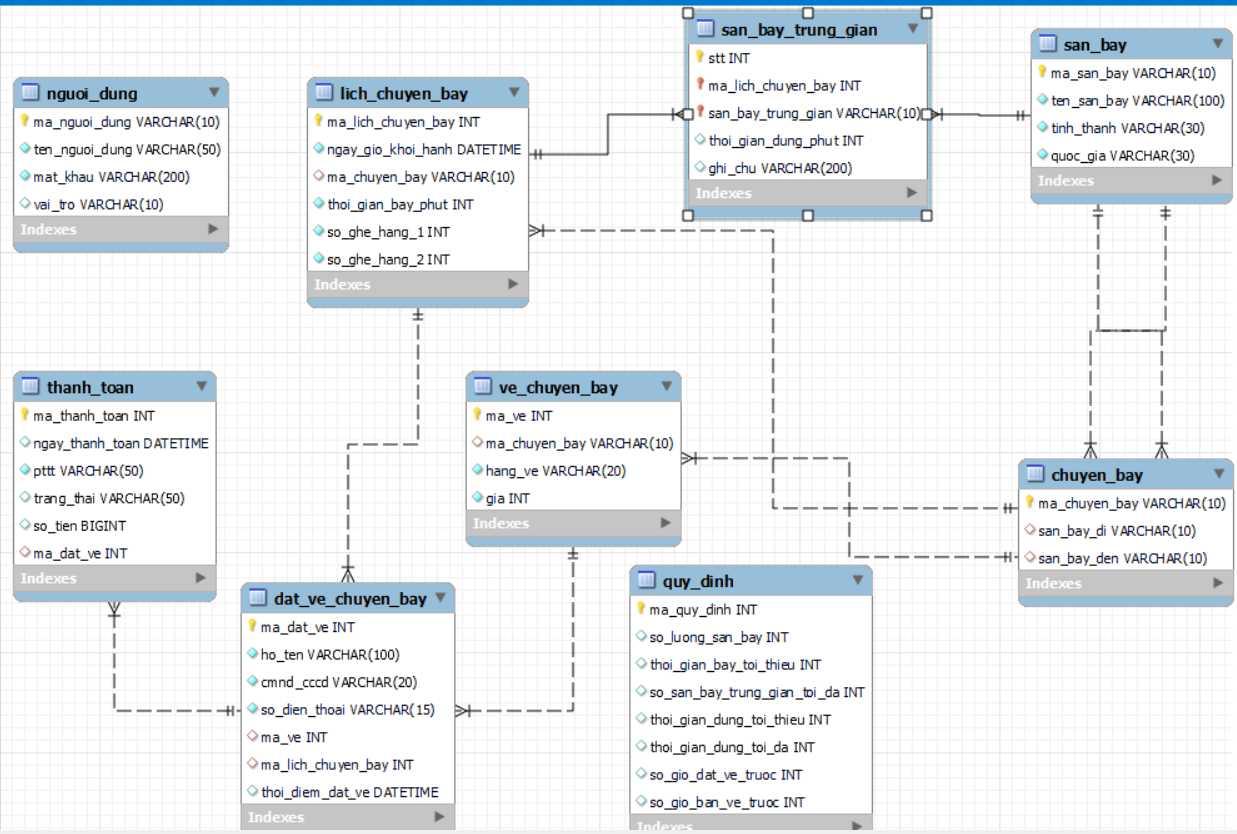 nguoi_dung
ma_nguoi_dung VARCHAR(10)
ten_nguoi_dung VARCHAR(50)
mat_khau VARCHAR(200)
vai_tro VARCHAR(10)
Indexes
lich_chuyen_bay
ma_lich_chuyen_bay INT
ngay_gio_khoi_hanh DATETIME
ma_chuyen_bay VARCHAR(10)
thoi_gian_bay_phut INT
so_ghe_hang_1 INT
so_ghe_hang_2 INT
Indexes
san_bay_trung_gian
stt INT
ma_lich_chuyen_bay INT
san_bay_trung_gian VARCHAR(10)
thoi_gian_dung_phut INT
ghi_chu VARCHAR(200)
Indexes
san_bay
ma_san_bay VARCHAR(10)
ten_san_bay VARCHAR(100)
tinh_thanh VARCHAR(30)
quoc_gia VARCHAR(30)
Indexes
thanh_toan
ma_thanh_toan INT
ngay_thanh_toan DATETIME
pttt VARCHAR(50)
trang_thai VARCHAR(50)
so_tien BIGINT
ma_dat_ve INT
Indexes
ve_chuyen_bay
ma_ve INT
ma_chuyen_bay VARCHAR(10)
hang_ve VARCHAR(20)
gia INT
Indexes
chuyen_bay
ma_chuyen_bay VARCHAR(10)
san_bay_di VARCHAR(10)
san_bay_den VARCHAR(10)
Indexes
dat_ve_chuyen_bay
ma_dat_ve INT
ho_ten VARCHAR(100)
cmnd_cccd VARCHAR(20)
so_dien_thoai VARCHAR(15)
ma_ve INT
ma_lich_chuyen_bay INT
thoi_diem_dat_ve DATETIME
Indexes
quy_dinh
ma_quy_dinh INT
so_luong_san_bay INT
thoi_gian_bay_toi_thieu INT
so_san_bay_trung_gian_toi_da INT
thoi_gian_dung_toi_thieu INT
thoi_gian_dung_toi_da INT
so_gio_dat_ve_truoc INT
so_gio_ban_ve_truoc INT
Indexes